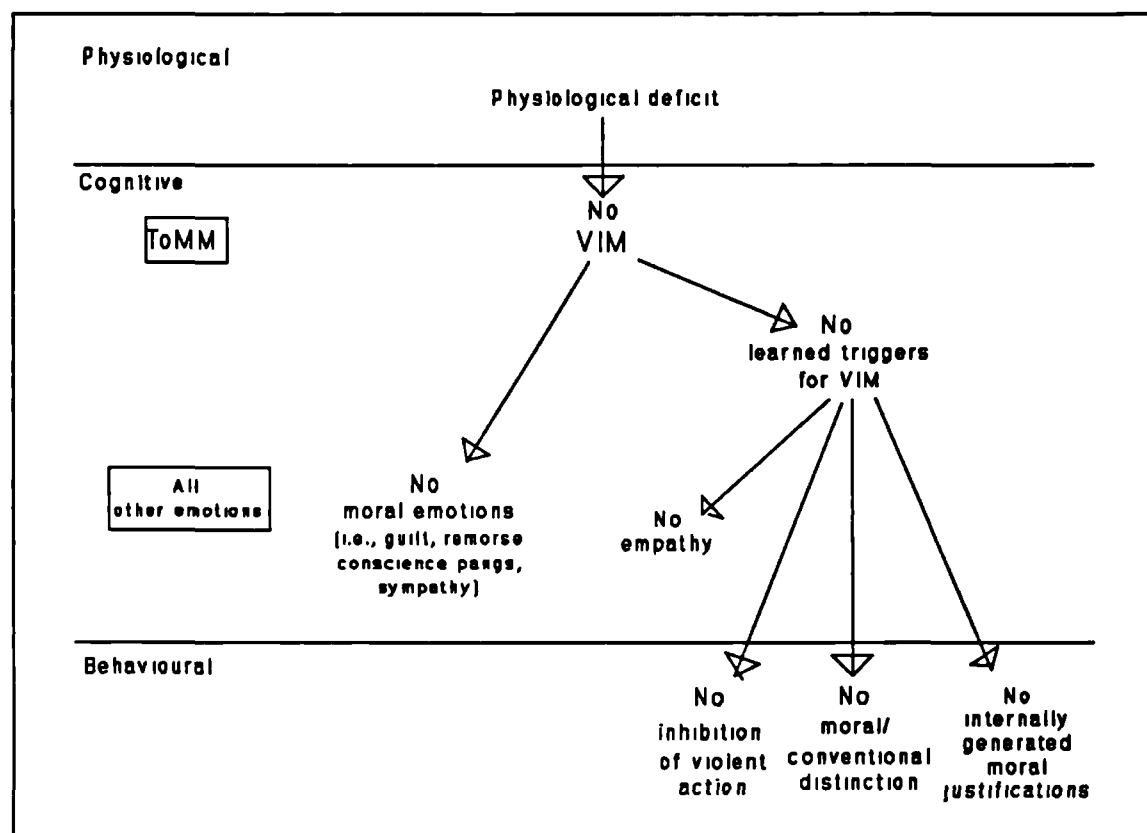 Physiological
Physiological deficit
Cognitive
ToMM
No
VIM
No
learned triggers
for VIM
All
other emotions
No
moral emotions
(i.e., guilt, remorse
conscience pangs,
sympathy)
No
empathy
Behavioural
No
inhibition
of violent
action
No
moral/
conventional
distinction
No
internally
generated
moral
justifications